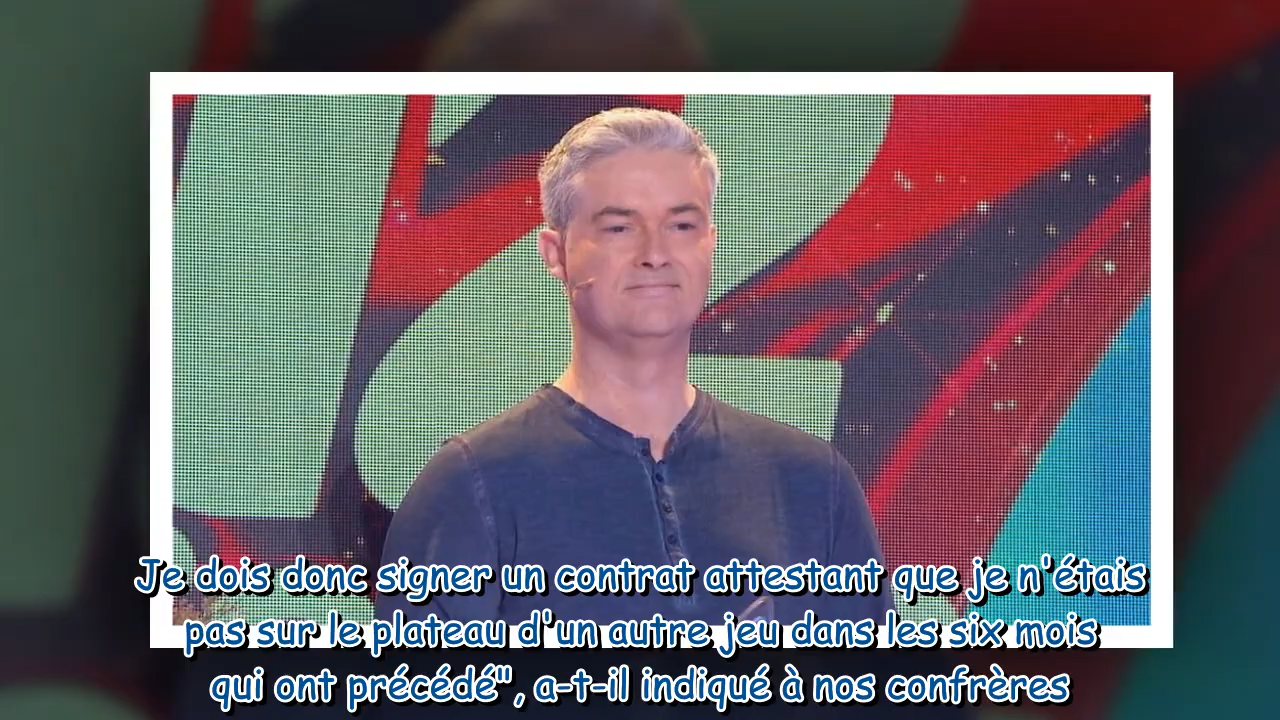 Je dois donc signer un contrat attestant que je n'étais
pas sur le plateau d'un autre jeu dans les six mois
qui ont précédé", a-t-il indiqué à nos confrères